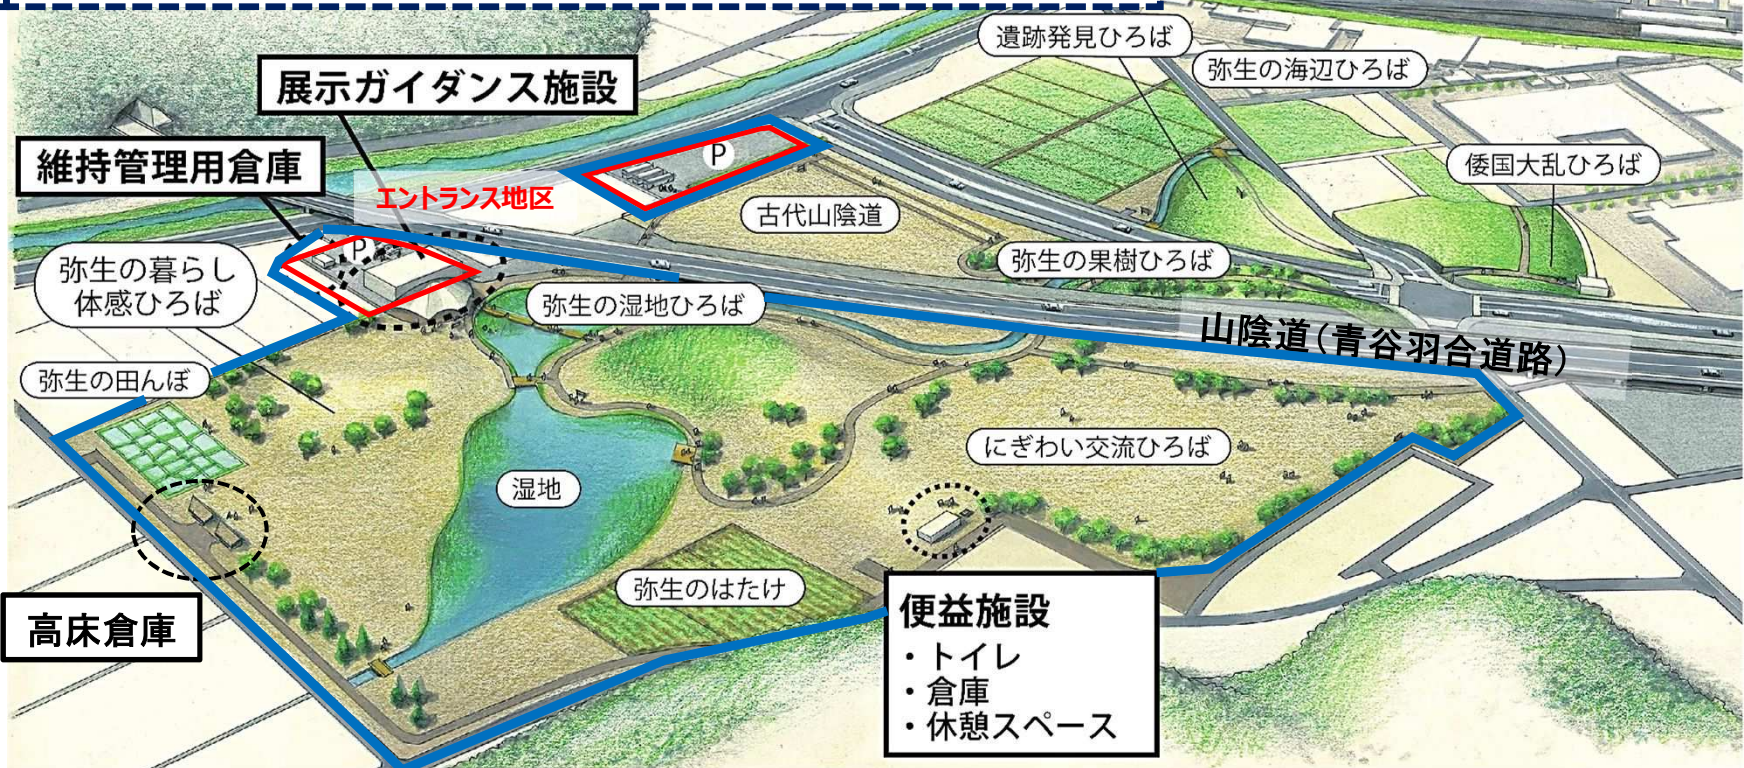 遺跡発見ひろば
弥生の海辺ひろば
展示ガイダンス施設
維持管理用倉庫
P
倭国大乱ひろば
エントランス地区
古代山陰道
P
弥生の果樹ひろば
弥生の暮らし
体感ひろば
弥生の湿地ひろば
山陰道(青谷羽合道路)
弥生の田んぼ
にぎわい交流ひろば
湿地
弥生のはたけ
高床倉庫
便益施設
・トイレ
・倉庫
・休憩スペース